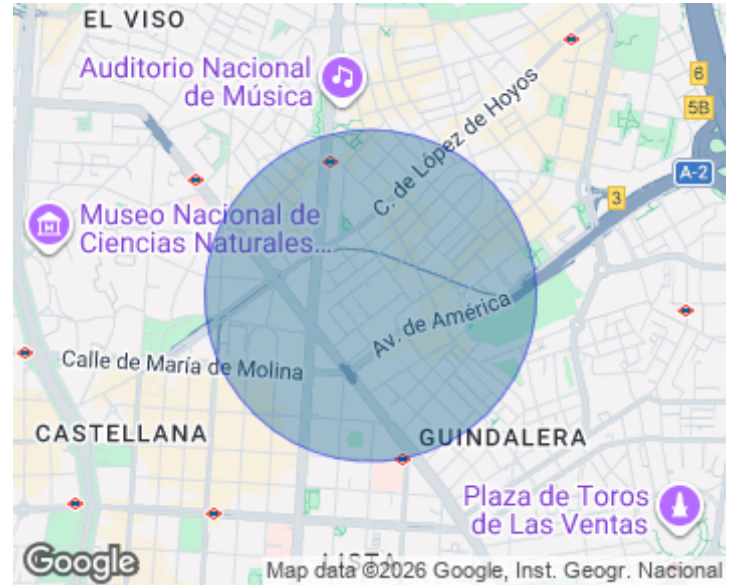 EL VISO
Auditorio Nacional
de Música
6
5B
C. de López de Hoyos
A-2
3
Museo Nacional de
Ciencias Naturales...
Av. de América
Calle de María de Molina
CASTELLANA
GUINDALERA
Plaza de Toros
de Las Ventas
LISTA
Google
Map data ©2026 Google, Inst. Geogr. Nacional